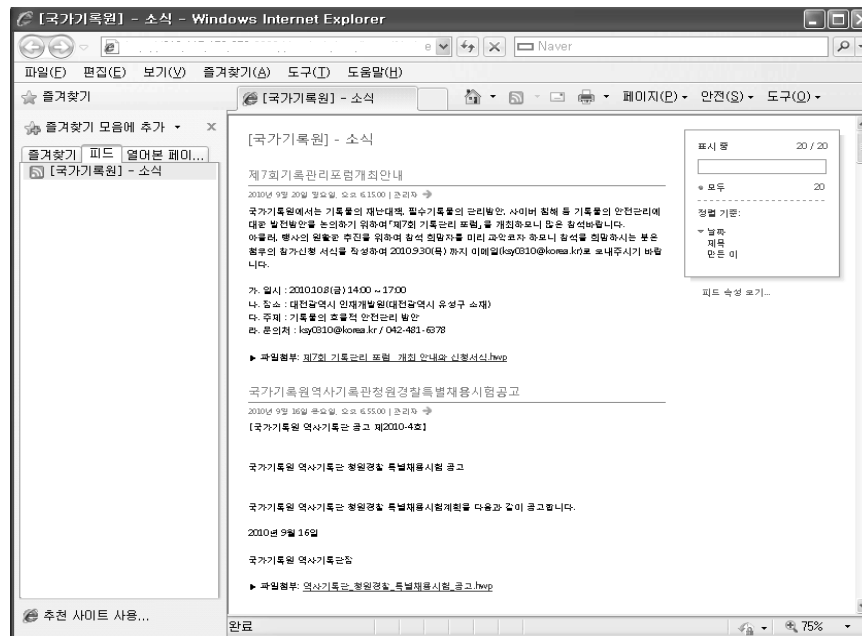 [국가기록원] - 소식 - Windows Internet Explorer
e Naver
파일(F) 편집(E) 보기(V) 즐겨찾기(A) 도구(T) 도움말(H)
즐겨찾기 [국가기록원] - 소식 페이지(P) 안전(S) 도구(O)
즐겨찾기 모음에 추가 x
즐겨찾기 피드 열어본 페이...
[국가기록원] - 소식
[국가기록원] - 소식
제7회기록관리포럼개최안내
2010년 9월 20일 월요일, 오전 6:15:00 | 관리자
국가기록원에서는 기록물의 재난대책, 필수기록물의 관리방안, 사이버 침해 등 기록물의 안전관리에
대한 발전방안을 논의하기 위하여「제7회 기록관리 포럼」를 개최하오니 많은 참석바랍니다.
아울러, 행사의 원활한 추진을 위하여 참석 희망자를 미리 파악코자 하오니 참석을 희망하시는 분은
첨부의 참가신청 서식을 작성하여 2010.9.30(목) 까지 이메일(ksy0310@korea.kr)로 보내주시기 바랍
니다.
가. 일시 : 2010.10.8(금) 14:00 ~ 17:00
나. 장소 : 대전광역시 인재개발원(대전광역시 유성구 소재)
다. 주제 : 기록물의 효율적 안전관리 방안
라. 문의처 : ksy0310@korea.kr / 042-481-6378
▶ 파일첨부: 제7회 기록관리 포럼 개최 안내와 신청서식.hwp
국가기록원역사기록관청원경찰특별채용시험공고
2010년 9월 16일 목요일, 오전 6:55:00 | 관리자
[국가기록원 역사기록관 공고 제2010-4호]
국가기록원 역사기록관 청원경찰 특별채용시험 공고
국가기록원 역사기록관 청원경찰 특별채용시험계획을 다음과 같이 공고합니다.
2010년 9월 16일
국가기록원 역사기록관장
▶ 파일첨부: 역사기록관_청원경찰_특별채용시험_공고.hwp
표시 중 20 / 20
모두 20
정렬 기준:
날짜
제목
만든 이
피드 속성 보기...
추천 사이트 사용...
완료 75%